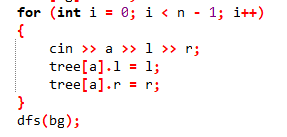 for (int i = 0; i < n - 1; i++)
{
    cin >> a >> l >> r;
    tree[a].l = l;
    tree[a].r = r;
}
dfs(bg);